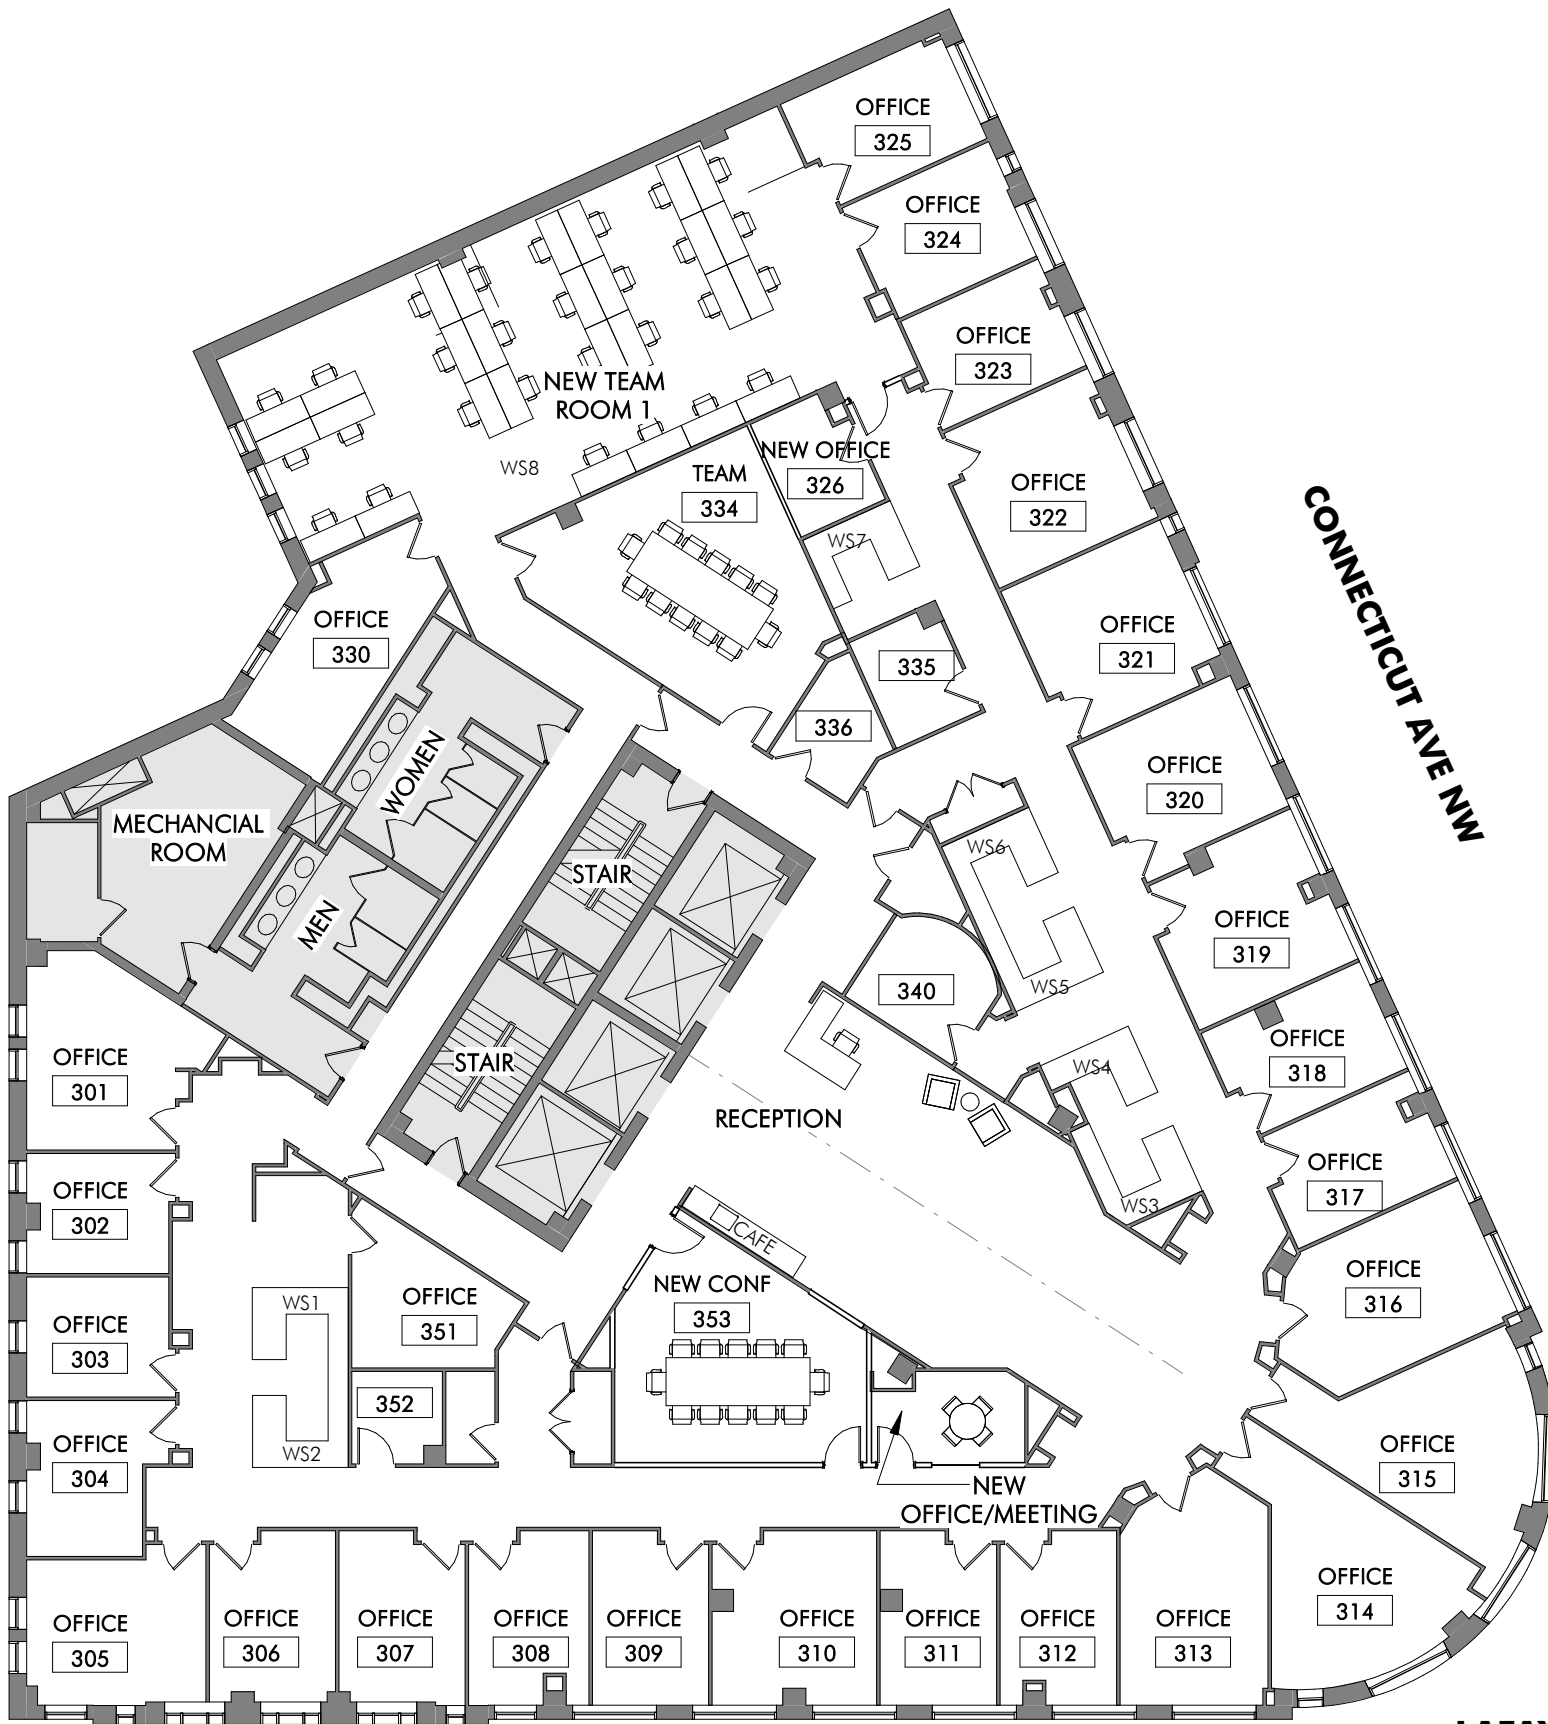 OFFICE
325
OFFICE
324
OFFICE
323
NEW TEAM
ROOM 1
WS8
NEW OFFICE
326
TEAM
334
OFFICE
322
WS7
CONNECTICUT AVE NW
OFFICE
330
OFFICE
321
335
336
WOMEN
OFFICE
320
MECHANCIAL
ROOM
STAIR
WS6
MEN
OFFICE
319
340
WS5
OFFICE
301
STAIR
OFFICE
318
WS4
RECEPTION
OFFICE
317
OFFICE
302
WS3
CAFE
OFFICE
316
NEW CONF
353
OFFICE
351
WS1
OFFICE
303
352
OFFICE
304
WS2
OFFICE
315
NEW
OFFICE/MEETING
OFFICE
314
OFFICE
305
OFFICE
306
OFFICE
307
OFFICE
308
OFFICE
309
OFFICE
310
OFFICE
311
OFFICE
312
OFFICE
313